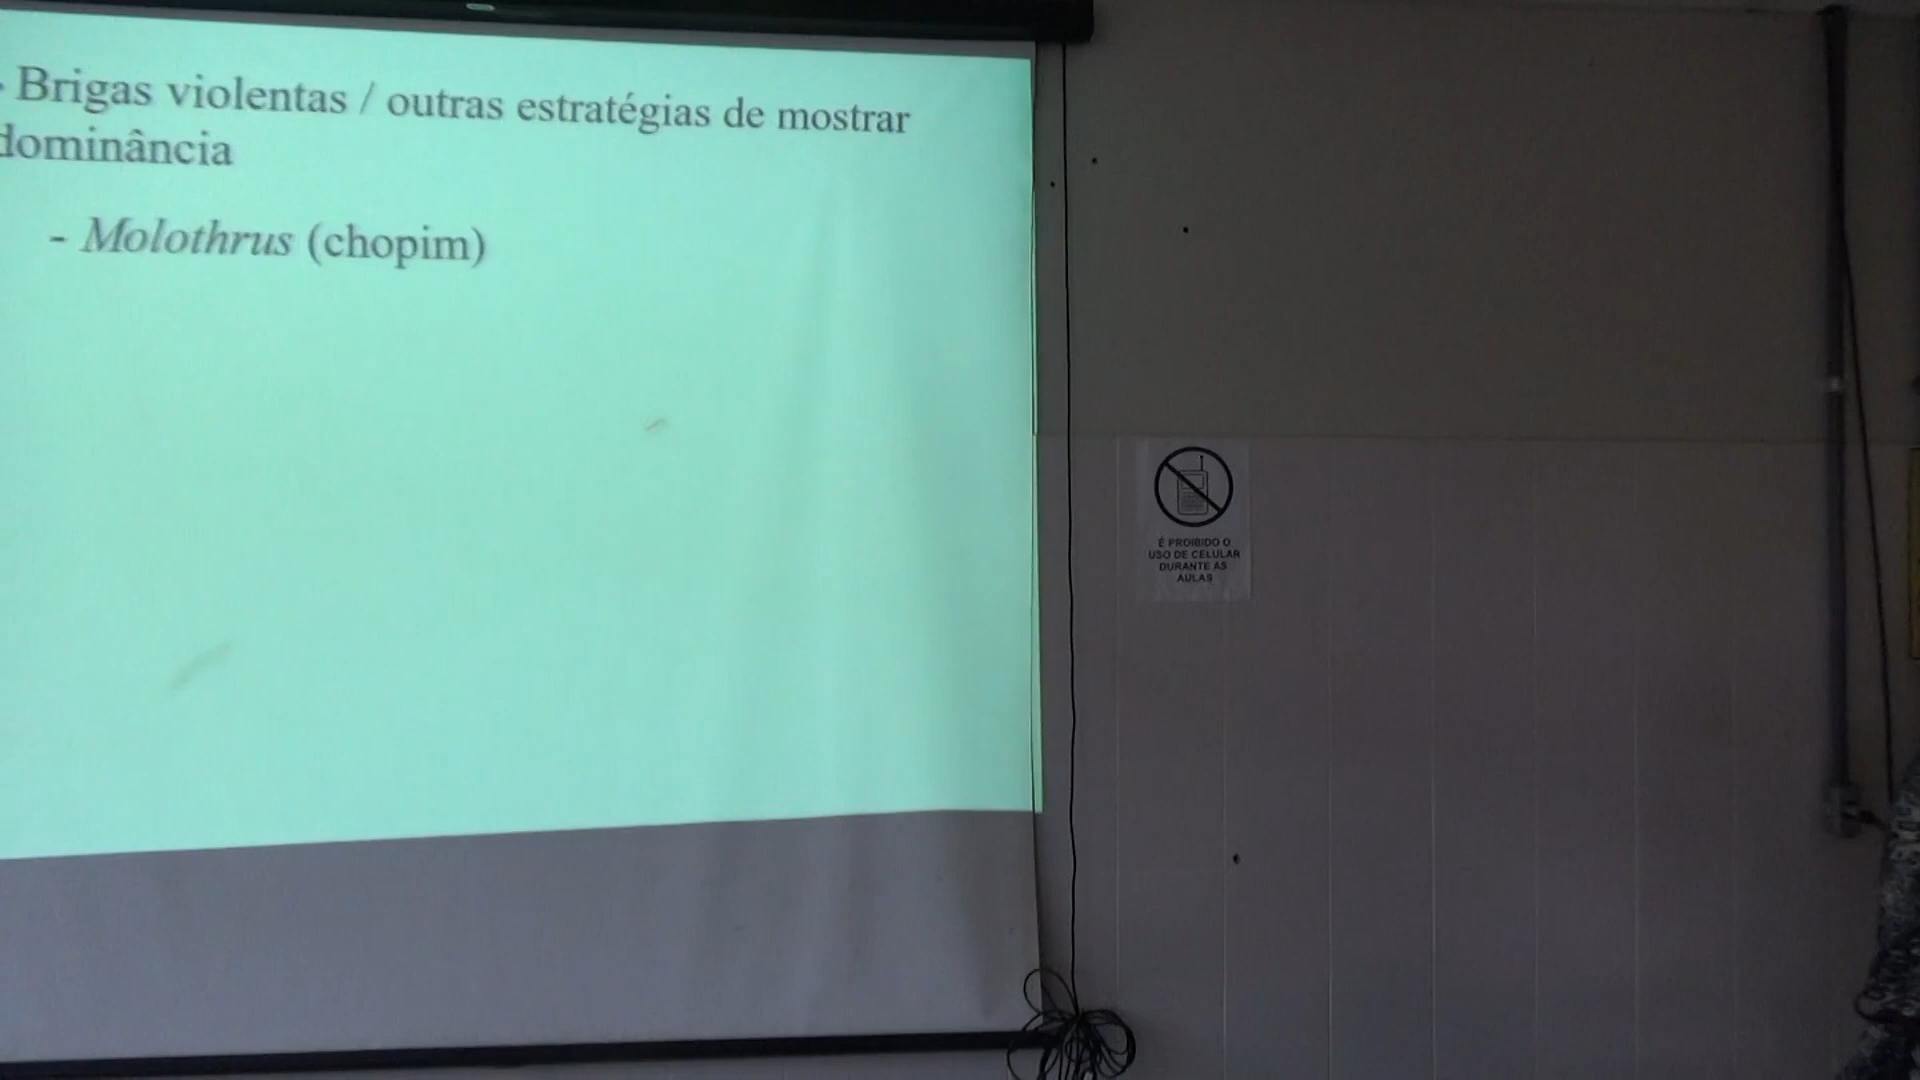 - Brigas violentas / outras estratégias de mostrar
dominância
- Molothrus (chopim)
É PROIBIDO O
USO DE CELULAR
DURANTE AS
AULAS